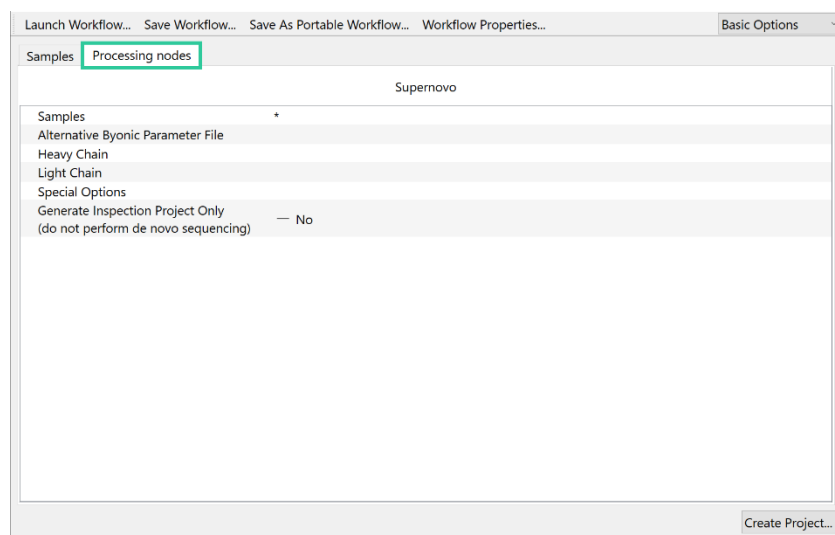 Launch Workflow... Save Workflow... Save As Portable Workflow... Workflow Properties... Basic Options
Samples Processing nodes
Supernovo
Samples *
Alternative Byonic Parameter File
Heavy Chain
Light Chain
Special Options
Generate Inspection Project Only
(do not perform de novo sequencing) — No
Create Project...